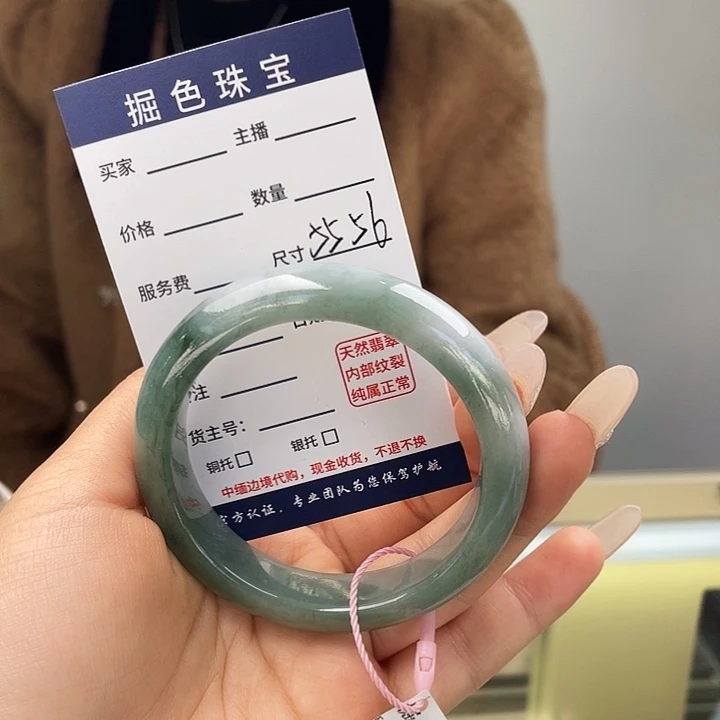 掘色珠宝
买家 主播
价格 数量
服务费 尺寸 55.56
天然翡翠
内部纹裂
纯属正常
注
货主号：
铜托 银托
中缅边境代购，现金收货，不退不换
官方认证．专业团队为您保驾护航